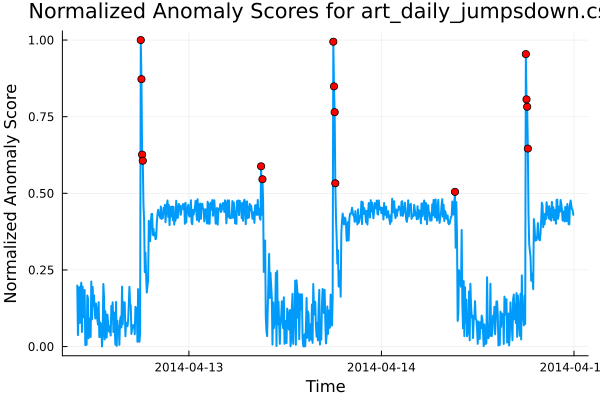 Normalized Anomaly Scores for art_daily_jumpsdown.cs
Normalized Anomaly Score
1.00
0.75
0.50
0.25
0.00
2014-04-13
2014-04-14
2014-04-1
Time